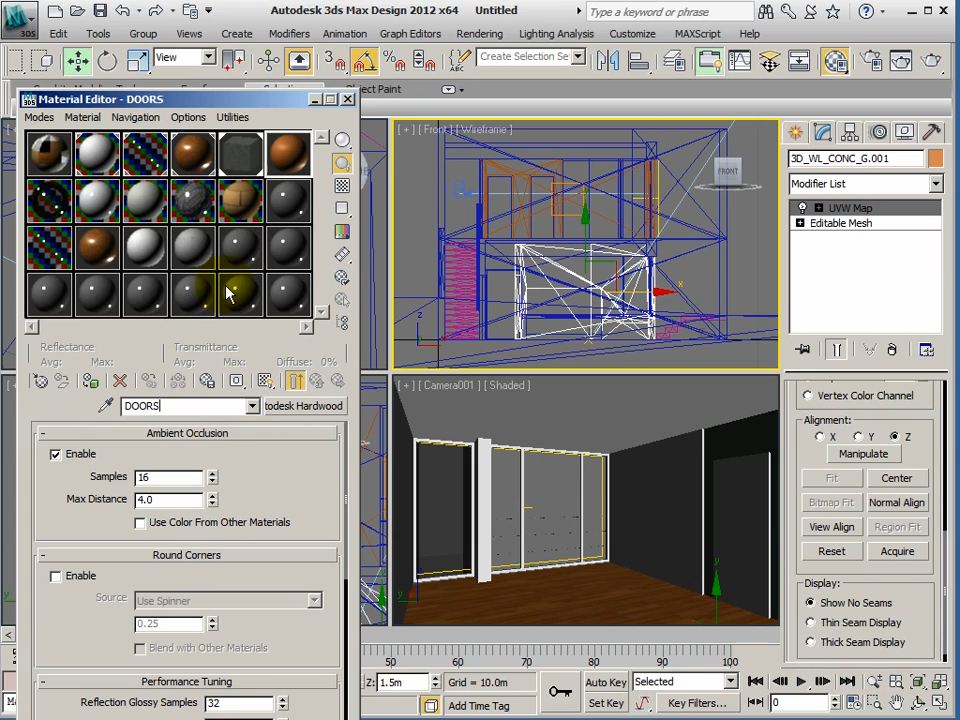 3DS
Autodesk 3ds Max Design 2012 x64 Untitled
Type a keyword or phrase
Edit Tools Group Views Create Modifiers Animation Graph Editors Rendering Lighting Analysis Customize MAXScript Help
View
3
Create Selection Se
Object Paint
Material Editor - DOORS
Modes Material Navigation Options Utilities
Reflectance
Avg: Max:
Transmittance
Avg: Max: Diffuse: 0%
DOORS
todesk Hardwood
Ambient Occlusion
Enable
Samples 16
Max Distance 4.0
Use Color From Other Materials
Round Corners
Enable
Source Use Spinner
0.25
Blend with Other Materials
Performance Tuning
Reflection Glossy Samples 32
[ + ] [ Front ] [ Wireframe ]
FRONT
z
x
[ + ] [ Camera001 ] [ Shaded ]
y
y
3D_WL_CONC_G.001
Modifier List
UVW Map
Editable Mesh
Vertex Color Channel
Alignment:
X Y Z
Manipulate
Fit Center
Bitmap Fit Normal Align
View Align Region Fit
Reset Acquire
Display:
Show No Seams
Thin Seam Display
Thick Seam Display
50 60 70 80 90 100
Z: 1.5m Grid = 10.0m
Add Time Tag
Auto Key Selected
Set Key Key Filters...
0